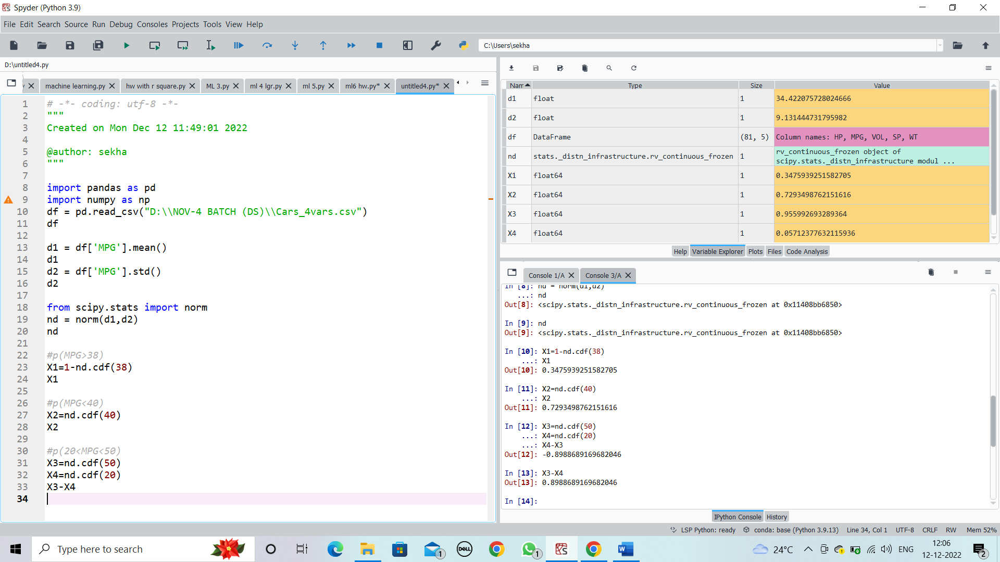 Spyder (Python 3.9)
File Edit Search Source Run Debug Consoles Projects Tools View Help
C:\Users\sekha
D:\untitled4.py
machine learning.py hw with r square.py ML 3.py ml 4 lgr.py ml 5.py ml6 hw.py* untitled4.py*
1 # -*- coding: utf-8 -*-
2 """
3 Created on Mon Dec 12 11:49:01 2022
4
5 @author: sekha
6 """
7
8 import pandas as pd
9 import numpy as np
10 df = pd.read_csv("D:\\NOV-4 BATCH (DS)\\Cars_4vars.csv")
11 df
12
13 d1 = df['MPG'].mean()
14 d1
15 d2 = df['MPG'].std()
16 d2
17
18 from scipy.stats import norm
19 nd = norm(d1,d2)
20 nd
21
22 #p(MPG>38)
23 X1=1-nd.cdf(38)
24 X1
25
26 #p(MPG<40)
27 X2=nd.cdf(40)
28 X2
29
30 #p(20<MPG<50)
31 X3=nd.cdf(50)
32 X4=nd.cdf(20)
33 X3-X4
34
Nam Type Size Value
d1 float 1 34.422075728024666
d2 float 1 9.131444731795982
df DataFrame (81, 5) Column names: HP, MPG, VOL, SP, WT
nd stats._distn_infrastructure.rv_continuous_frozen 1 rv_continuous_frozen object of
scipy.stats._distn_infrastructure modul ...
X1 float64 1 0.3475939251582705
X2 float64 1 0.7293498762151616
X3 float64 1 0.955992693289364
X4 float64 1 0.05712377632115936
Help Variable Explorer Plots Files Code Analysis
Console 1/A Console 3/A
In [8]: nd = norm(d1,d2)
...: nd
Out[8]: <scipy.stats._distn_infrastructure.rv_continuous_frozen at 0x11408bb6850>
In [9]: nd
Out[9]: <scipy.stats._distn_infrastructure.rv_continuous_frozen at 0x11408bb6850>
In [10]: X1=1-nd.cdf(38)
...: X1
Out[10]: 0.3475939251582705
In [11]: X2=nd.cdf(40)
...: X2
Out[11]: 0.7293498762151616
In [12]: X3=nd.cdf(50)
...: X4=nd.cdf(20)
...: X4-X3
Out[12]: -0.8988689169682046
In [13]: X3-X4
Out[13]: 0.8988689169682046
In [14]:
IPython Console History
LSP Python: ready conda: base (Python 3.9.13) Line 34, Col 1 UTF-8 CRLF RW Mem 52%
Type here to search
1
DELL
1
24°C
ENG
12:06
12-12-2022
2